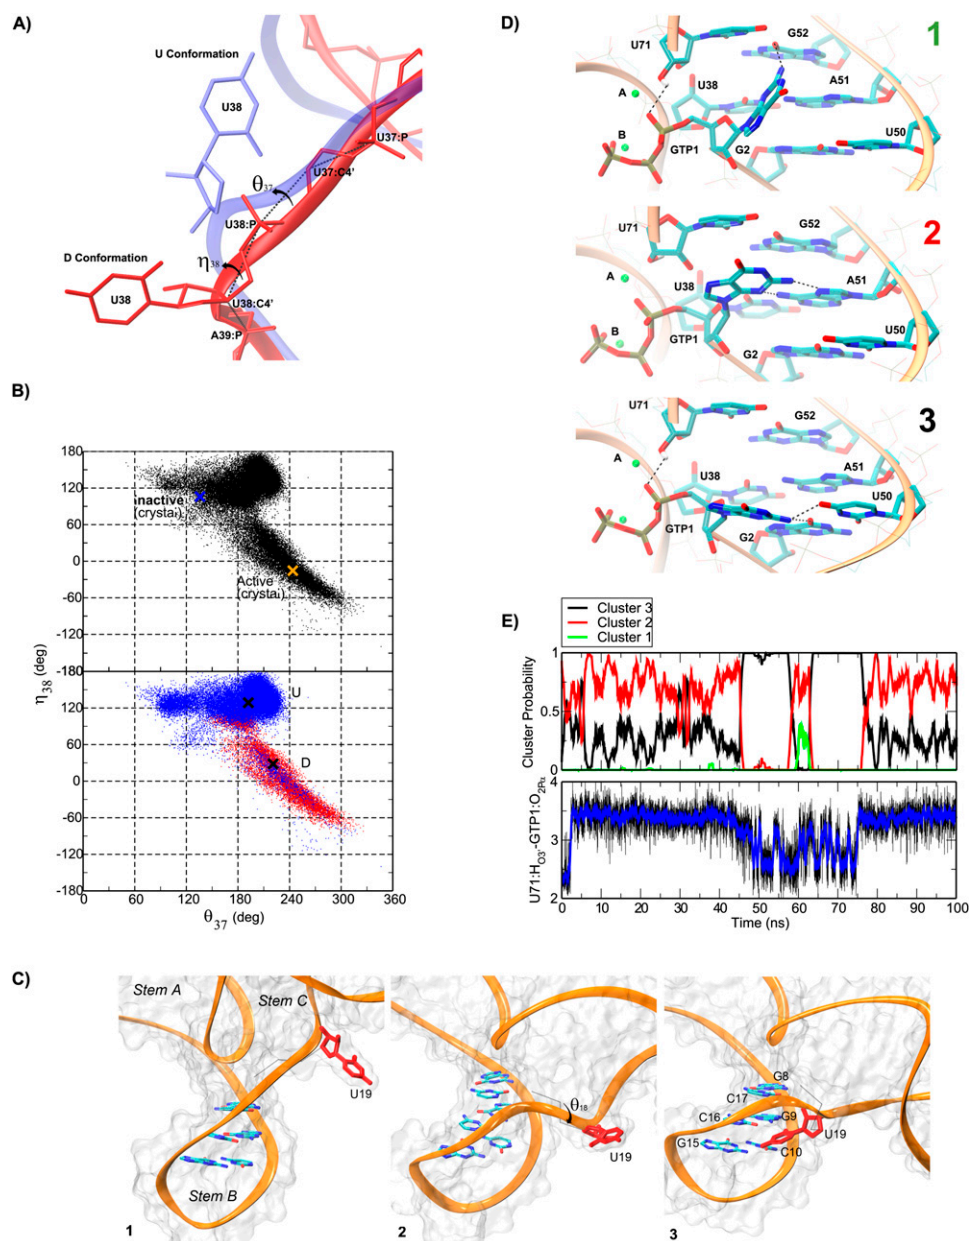 A)
U Conformation
U38
U37:P
U37:C4'
θ37
U38:P
D Conformation
η38
U38
U38:C4'
A39:P
B)
180
120
60
0
-60
-120
-180
Inactive
(crystal)
Active
(crystal)
180
120
60
0
-60
-120
-180
U
D
η38 (deg)
0 60 120 180 240 300 360
θ37 (deg)
C)
Stem A
Stem C
U19
Stem B
1
θ18
U19
2
G8
C17
C16
G9
U19
G15
C10
3
D)
1
G52
U71
A
U38
A51
B
U50
GTP1
G2
2
U71
G52
A
U38
A51
B
U50
GTP1
G2
3
U71
G52
A
A51
U38
U50
GTP1
G2
E)
Cluster 3
Cluster 2
Cluster 1
Cluster Probability
1
0.5
0
U71:HO3'-GTP1:O2Pα
4
3
2
0 10 20 30 40 50 60 70 80 90 100
Time (ns)